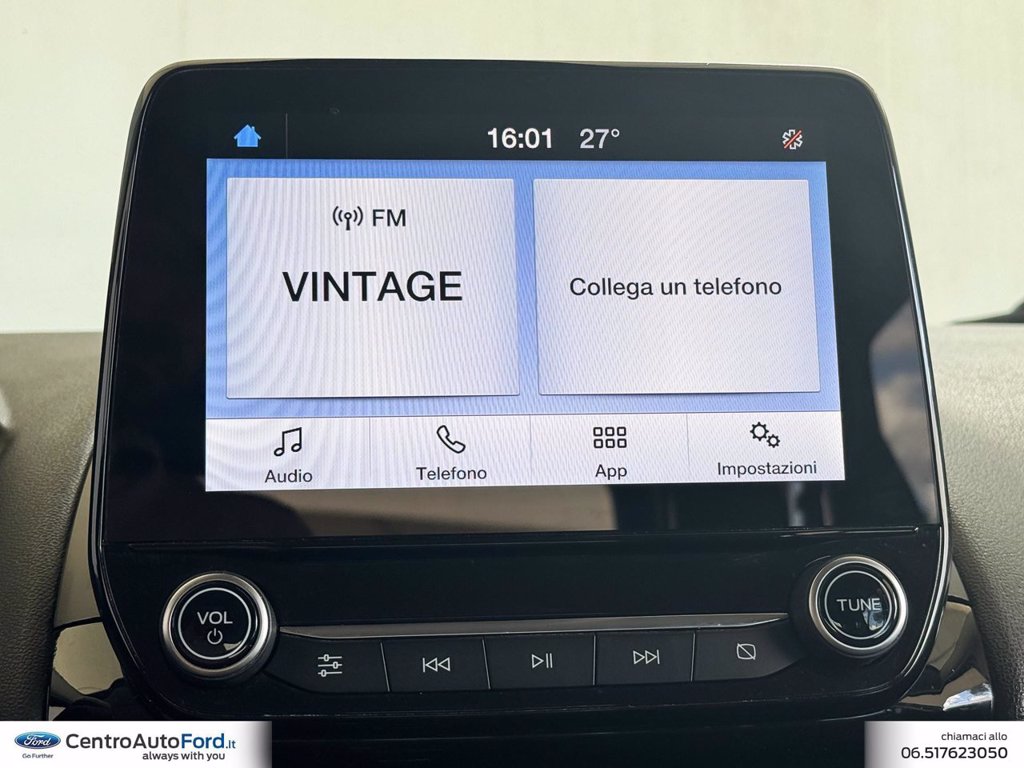 16:01 27°
FM
VINTAGE
Collega un telefono
Audio
Telefono
App
Impostazioni
VOL
TUNE
Ford
Go Further
CentroAutoFord.it
always with you
chiamaci allo
06.517623050